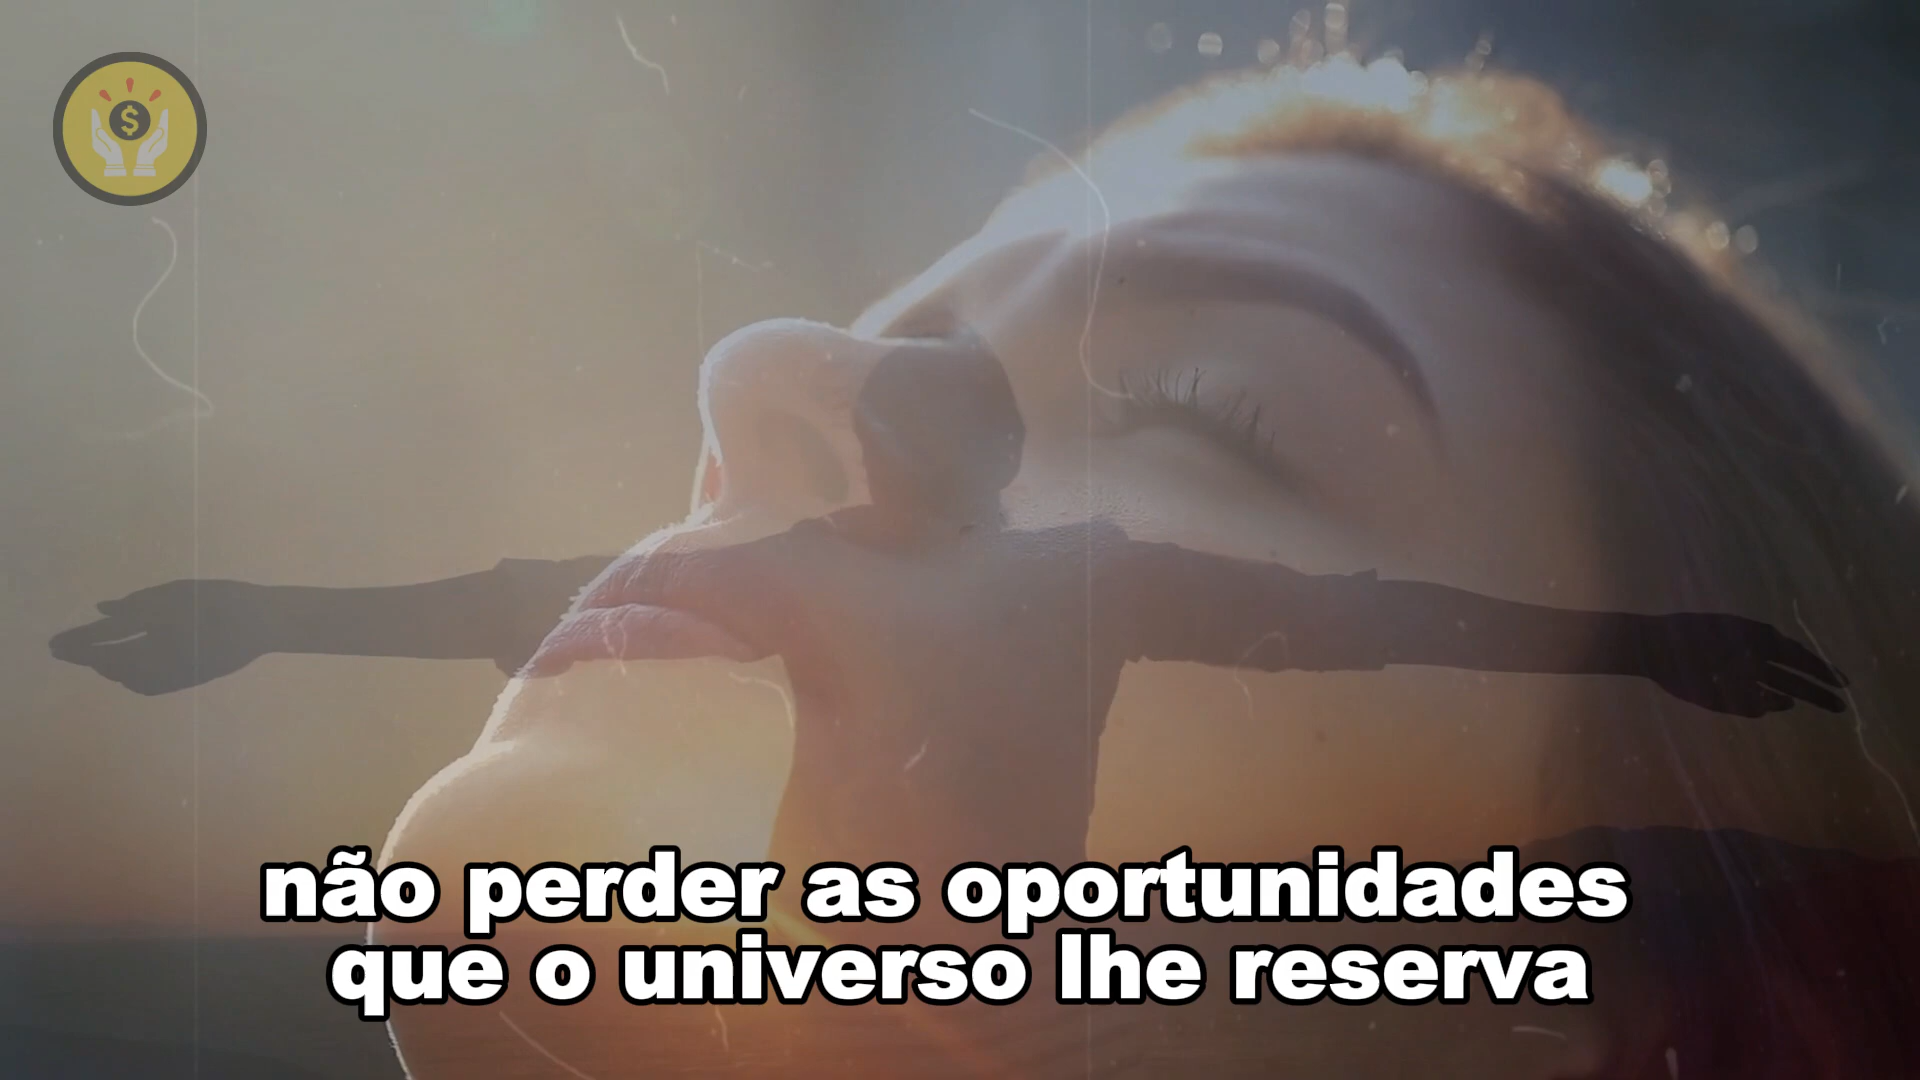 $
não perder as oportunidades
que o universo lhe reserva